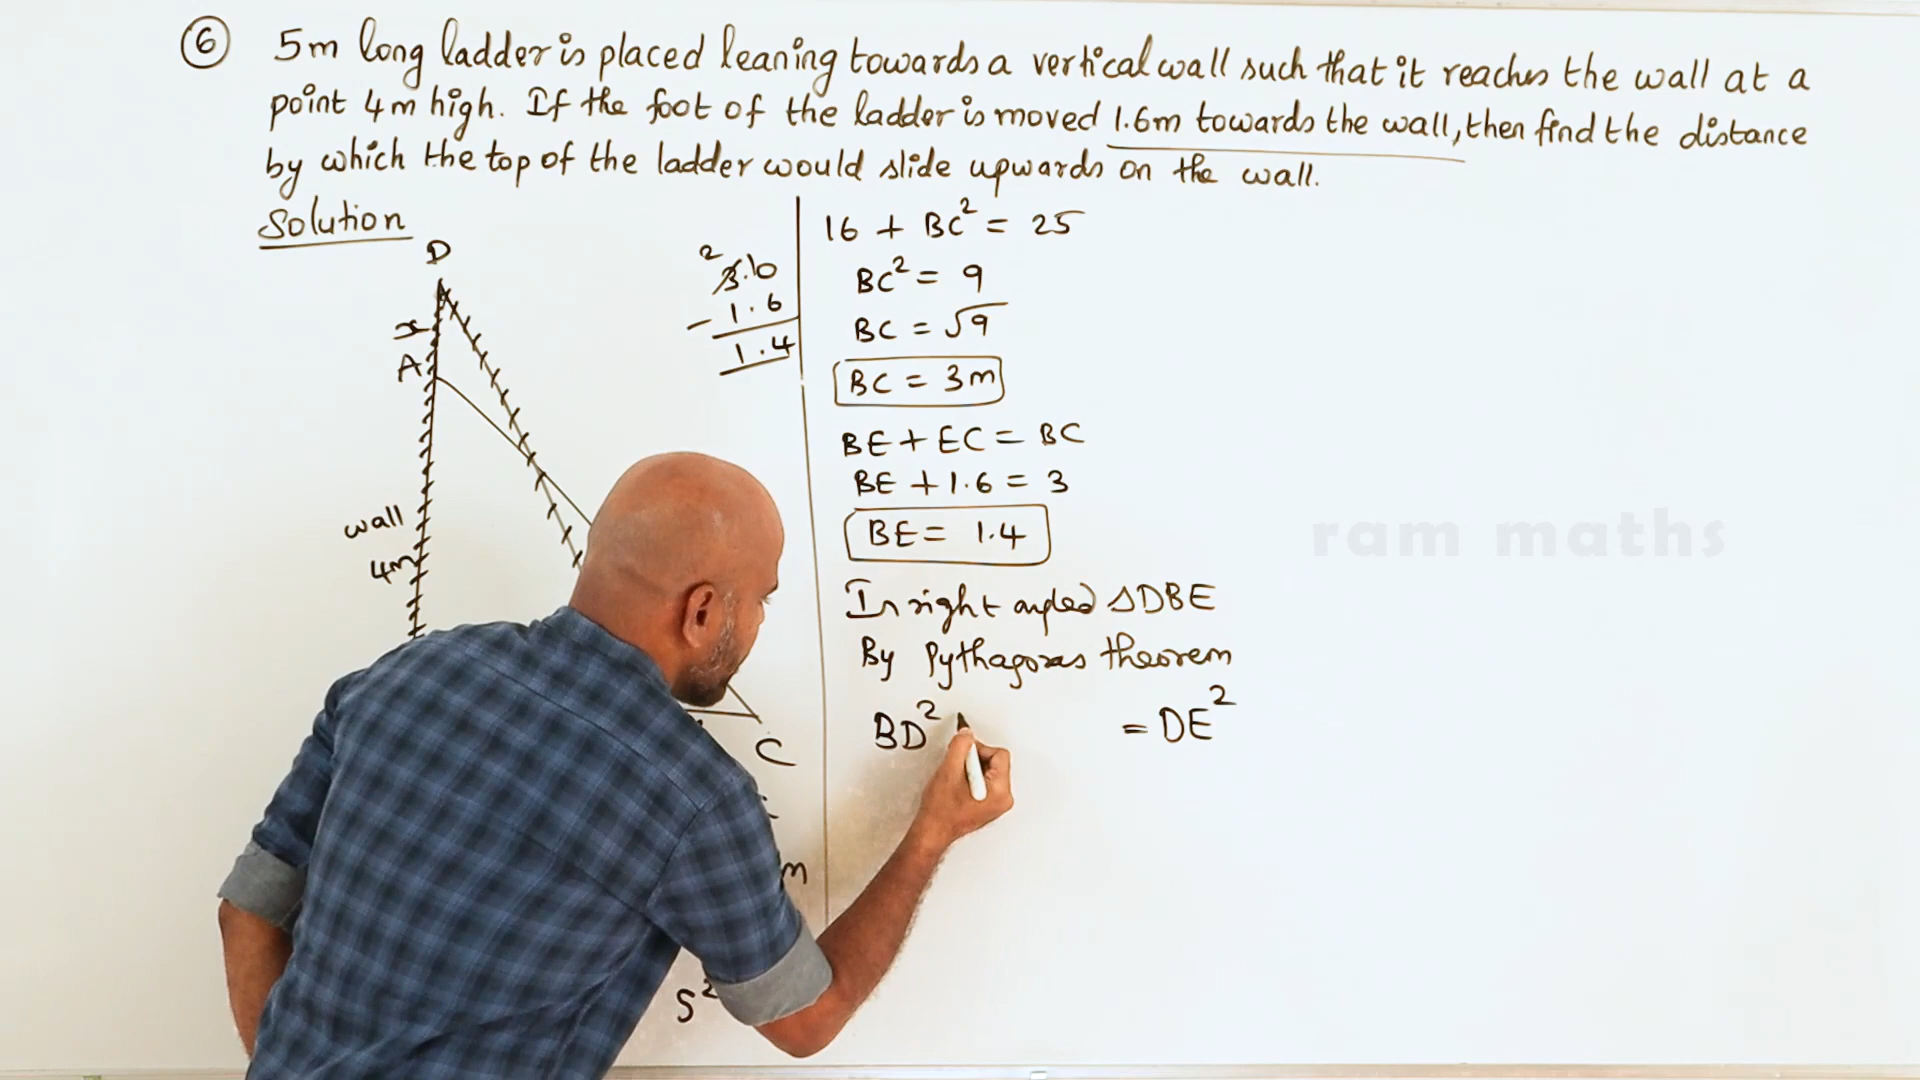 6 5m long ladder is placed leaning towards a vertical wall such that it reaches the wall at a
point 4m high. If the foot of the ladder is moved 1.6m towards the wall, then find the distance
by which the top of the ladder would slide upwards on the wall.
Solution
D
x
A
wall
4m
C
m
5²
2
3.10
- 1.6
1.4
16 + BC² = 25
BC² = 9
BC = √9
BC = 3m
BE + EC = BC
BE + 1.6 = 3
BE = 1.4
In right angled ΔDBE
By Pythagoras theorem
BD² = DE²
ram maths